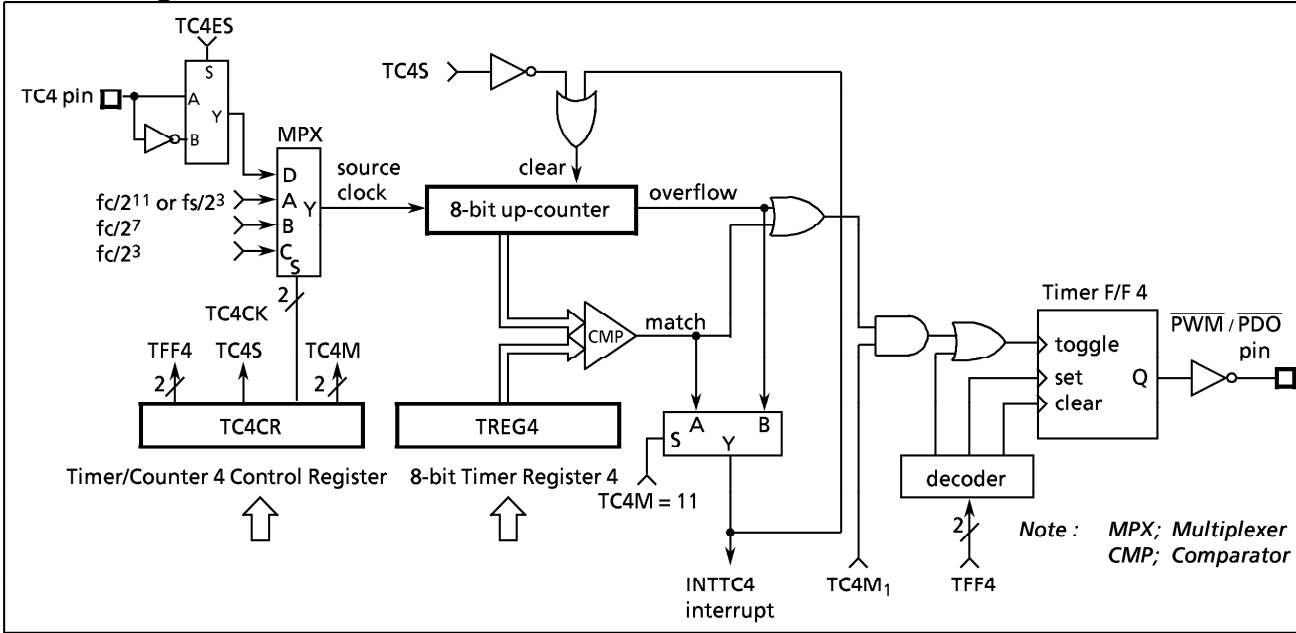 TC4ES
S
TC4 pin
A
Y
B
MPX
D
fc/2¹¹ or fs/2³
A
Y
fc/2⁷
B
fc/2³
C
S
2
TC4CK
source
clock
TC4S
clear
8-bit up-counter
overflow
CMP
match
TFF4
TC4S
TC4M
2
2
TC4CR
TREG4
Timer/Counter 4 Control Register
8-bit Timer Register 4
A
B
S
Y
TC4M = 11
INTTC4
interrupt
TC4M₁
Timer F/F 4
toggle
set
clear
Q
P̅W̅M̅ / P̅D̅O̅
pin
decoder
2
TFF4
Note : MPX; Multiplexer
CMP; Comparator